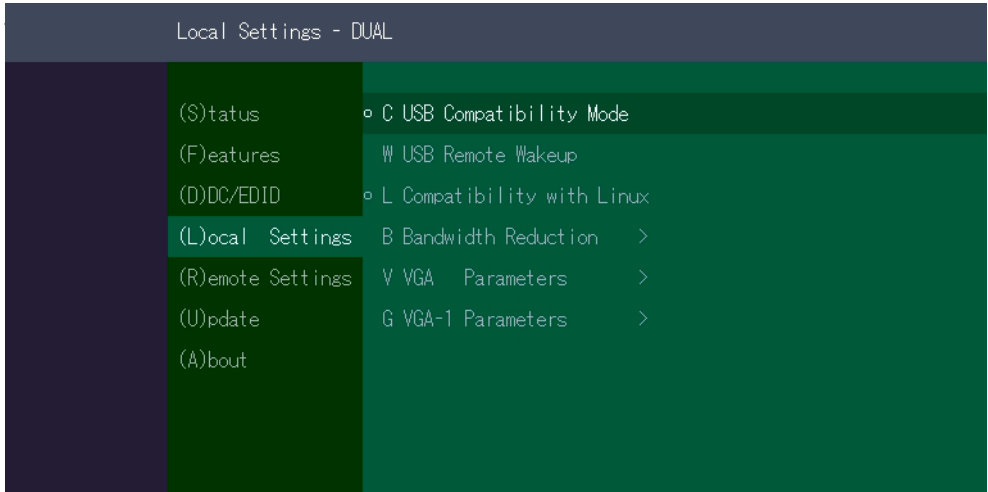 Local Settings - DUAL
(S)tatus
(F)eatures
(D)DC/EDID
(L)ocal Settings
(R)emote Settings
(U)pdate
(A)bout
C USB Compatibility Mode
W USB Remote Wakeup
L Compatibility with Linux
B Bandwidth Reduction >
V VGA Parameters >
G VGA-1 Parameters >